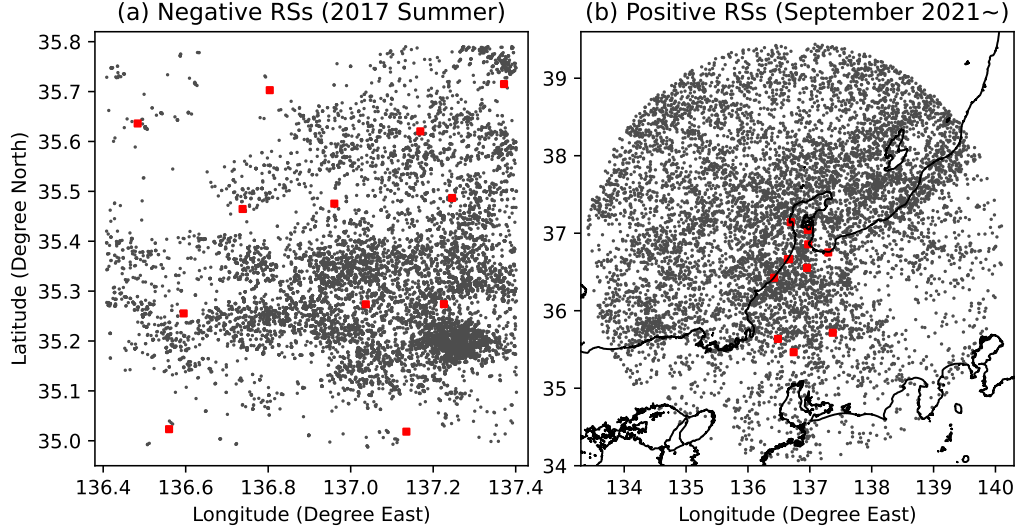 (a) Negative RSs (2017 Summer)
(b) Positive RSs (September 2021~)
Latitude (Degree North)
35.8
35.7
35.6
35.5
35.4
35.3
35.2
35.1
35.0
136.4 136.6 136.8 137.0 137.2 137.4
Longitude (Degree East)
39
38
37
36
35
34
134 135 136 137 138 139 140
Longitude (Degree East)